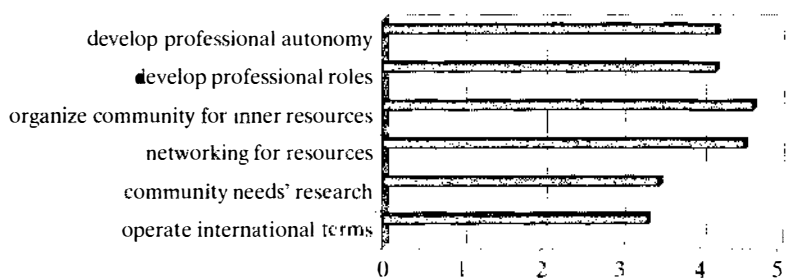 develop professional autonomy
develop professional roles
organize community for inner resources
networking for resources
community needs' research
operate international terms
0 1 2 3 4 5